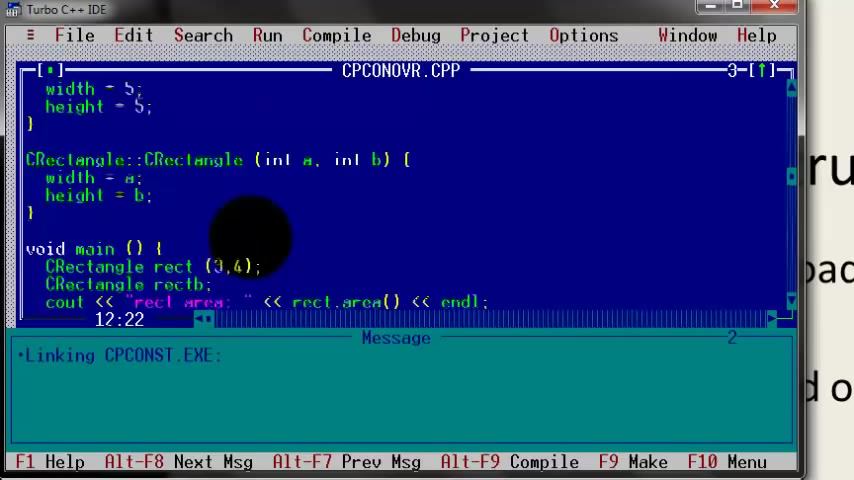 Turbo C++ IDE
≡ File Edit Search Run Compile Debug Project Options Window Help
[▪] CPCONOVR.CPP 3=[↑]
width = 5;
height = 5;
}
CRectangle::CRectangle (int a, int b) {
width = a;
height = b;
}
void main () {
CRectangle rect (3,4);
CRectangle rectb;
cout << "rect area: " << rect.area() << endl;
12:22
Message 2
•Linking CPCONST.EXE:
F1 Help Alt-F8 Next Msg Alt-F7 Prev Msg Alt-F9 Compile F9 Make F10 Menu